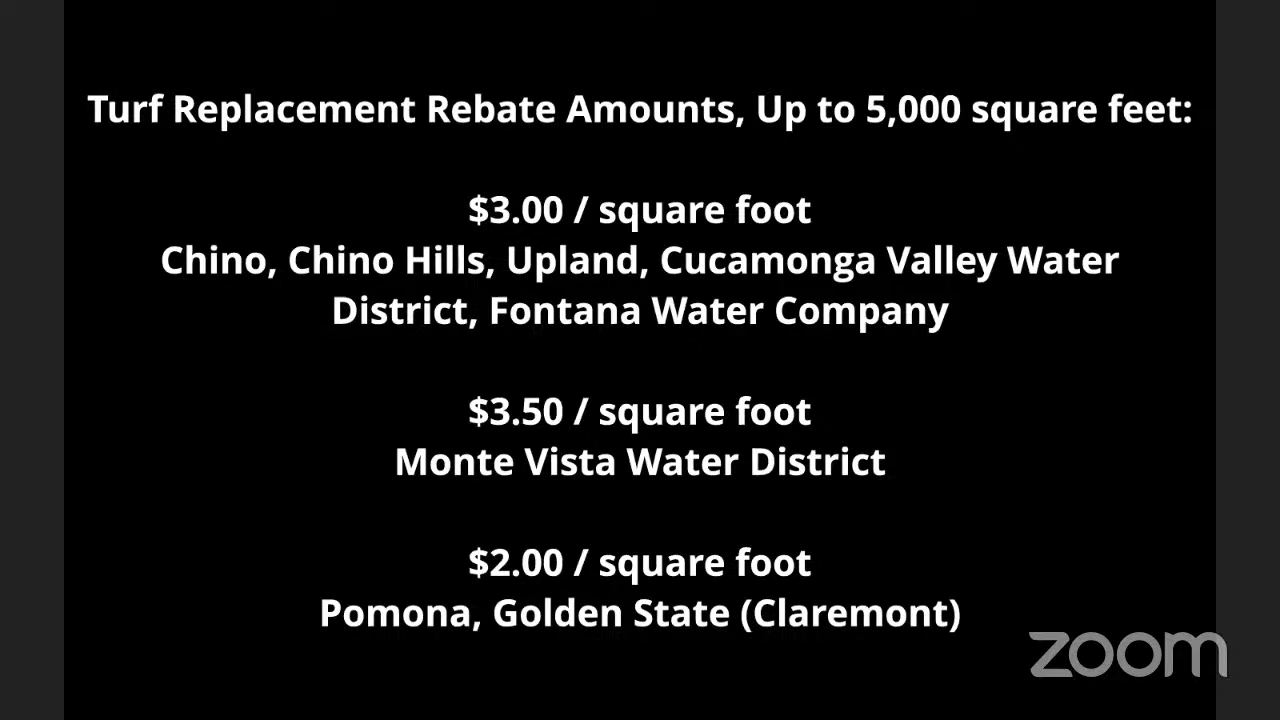 Turf Replacement Rebate Amounts, Up to 5,000 square feet:
$3.00 / square foot
Chino, Chino Hills, Upland, Cucamonga Valley Water
District, Fontana Water Company
$3.50 / square foot
Monte Vista Water District
$2.00 / square foot
Pomona, Golden State (Claremont)
zoom